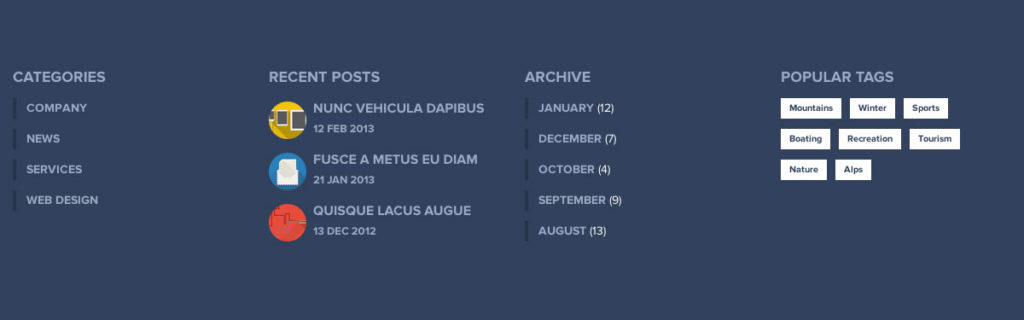 CATEGORIES
COMPANY
NEWS
SERVICES
WEB DESIGN
RECENT POSTS
NUNC VEHICULA DAPIBUS
12 FEB 2013
FUSCE A METUS EU DIAM
21 JAN 2013
QUISQUE LACUS AUGUE
13 DEC 2012
ARCHIVE
JANUARY (12)
DECEMBER (7)
OCTOBER (4)
SEPTEMBER (9)
AUGUST (13)
POPULAR TAGS
Mountains Winter Sports
Boating Recreation Tourism
Nature Alps